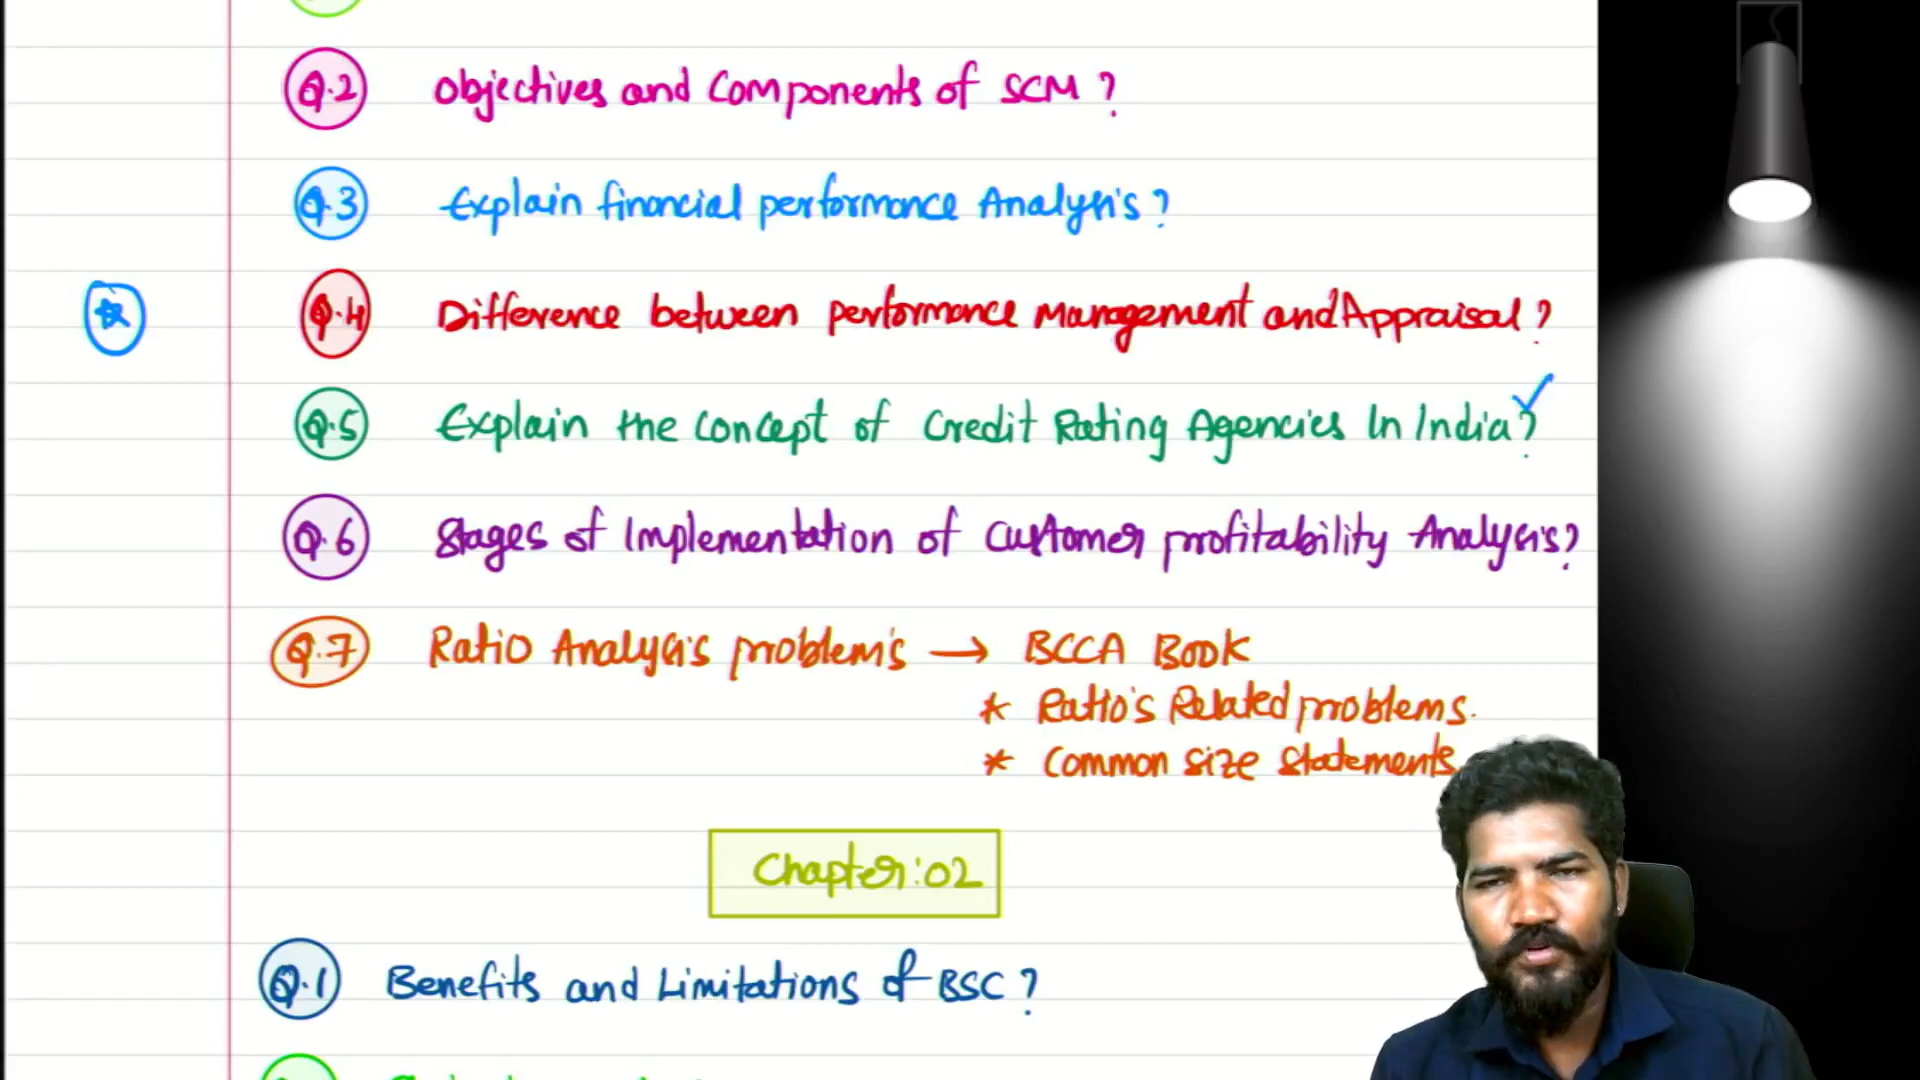 Q.2 Objectives and Components of SCM ?
Q.3 Explain financial performance Analysis ?
Q.4 Difference between performance Management and Appraisal ?
Q.5 Explain the Concept of Credit Rating Agencies In India ?
Q.6 Stages of Implementation of Customer profitability Analysis ?
Q.7 Ratio Analysis problem's → BCCA BOOK
* Ratio's Related problems.
* Common Size Statements.
Chapter:02
Q.1 Benefits and Limitations of BSC ?